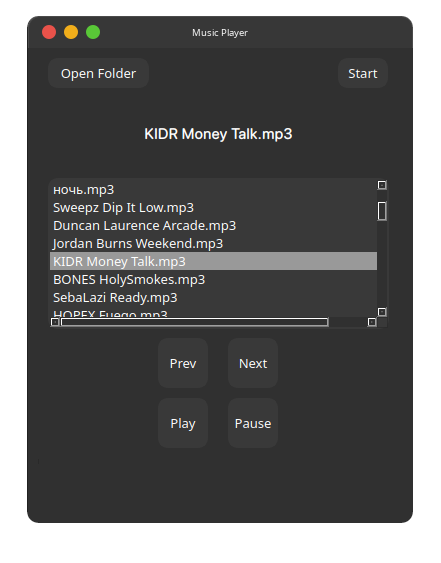 Music Player
Open Folder
Start
KIDR Money Talk.mp3
ночь.mp3
Sweepz Dip It Low.mp3
Duncan Laurence Arcade.mp3
Jordan Burns Weekend.mp3
KIDR Money Talk.mp3
BONES HolySmokes.mp3
SebaLazi Ready.mp3
HOPEX Fuego.mp3
Prev
Next
Play
Pause